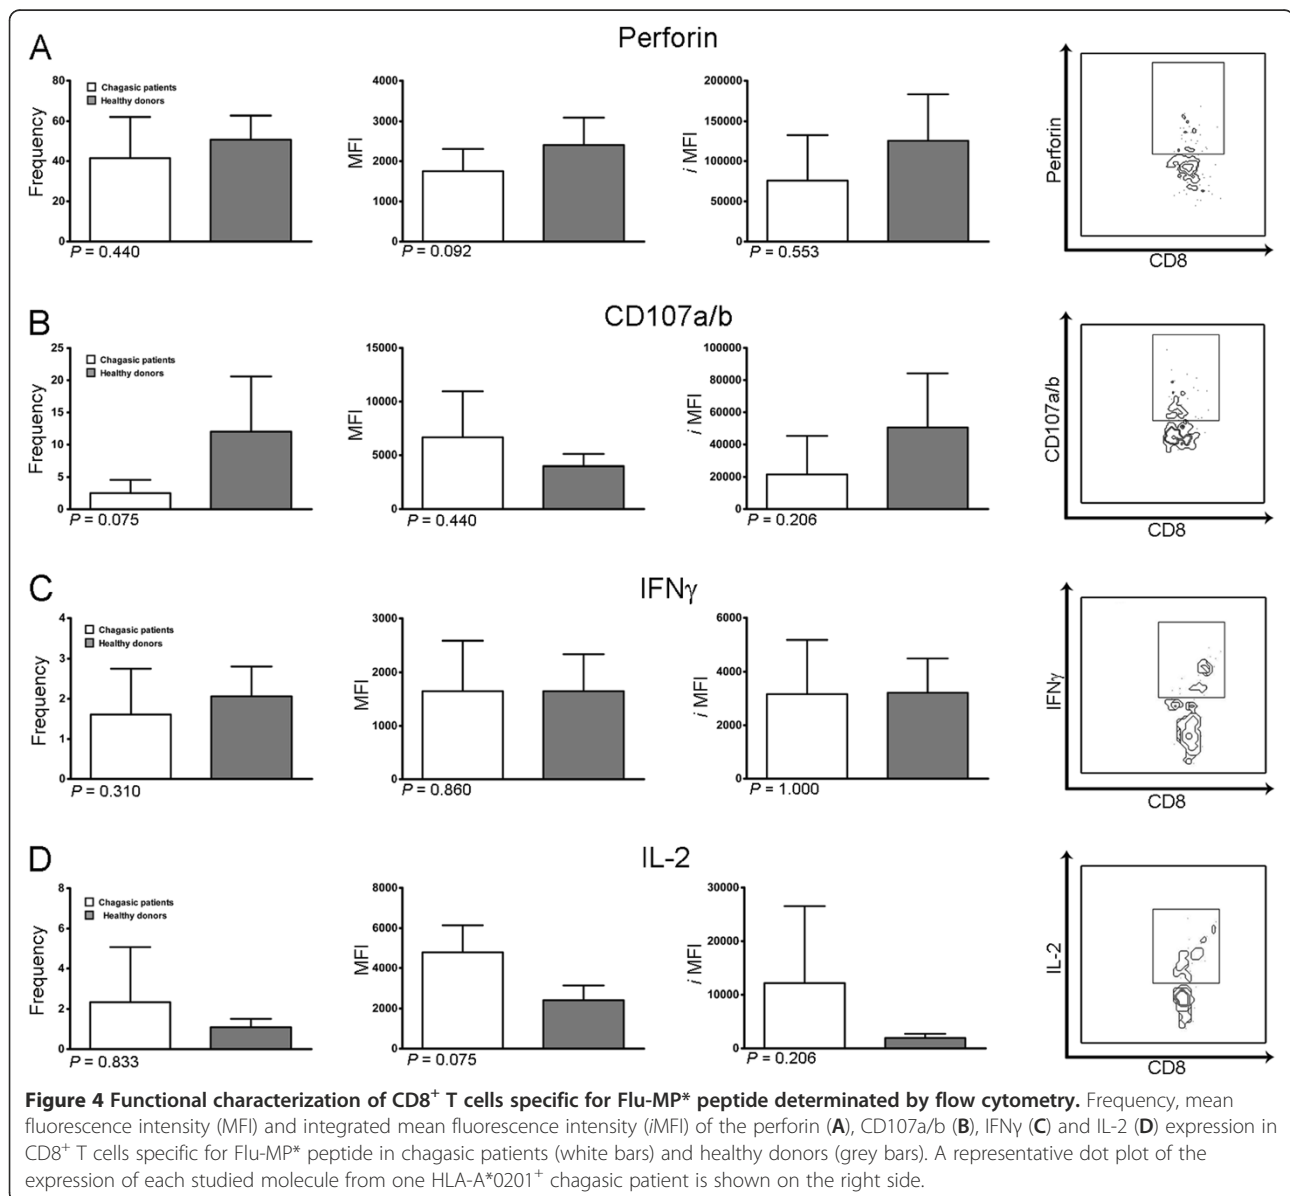 A
Perforin
Frequency
80
60
40
20
0
Chagasic patients
Healthy donors
P = 0.440
MFI
4000
3000
2000
1000
0
P = 0.092
i MFI
200000
150000
100000
50000
0
P = 0.553
Perforin
CD8
B
CD107a/b
Frequency
25
20
15
10
5
0
Chagasic patients
Healthy donors
P = 0.075
MFI
15000
10000
5000
0
P = 0.440
i MFI
100000
80000
60000
40000
20000
0
P = 0.206
CD107a/b
CD8
C
IFNγ
Frequency
4
3
2
1
0
Chagasic patients
Healthy donors
P = 0.310
MFI
3000
2000
1000
0
P = 0.860
i MFI
6000
4000
2000
0
P = 1.000
IFNγ
CD8
D
IL-2
Frequency
8
6
4
2
0
Chagasic patients
Healthy donors
P = 0.833
MFI
8000
6000
4000
2000
0
P = 0.075
i MFI
30000
20000
10000
0
P = 0.206
IL-2
CD8
Figure 4 Functional characterization of CD8⁺ T cells specific for Flu-MP* peptide determinated by flow cytometry. Frequency, mean
fluorescence intensity (MFI) and integrated mean fluorescence intensity (iMFI) of the perforin (A), CD107a/b (B), IFNγ (C) and IL-2 (D) expression in
CD8⁺ T cells specific for Flu-MP* peptide in chagasic patients (white bars) and healthy donors (grey bars). A representative dot plot of the
expression of each studied molecule from one HLA-A*0201⁺ chagasic patient is shown on the right side.